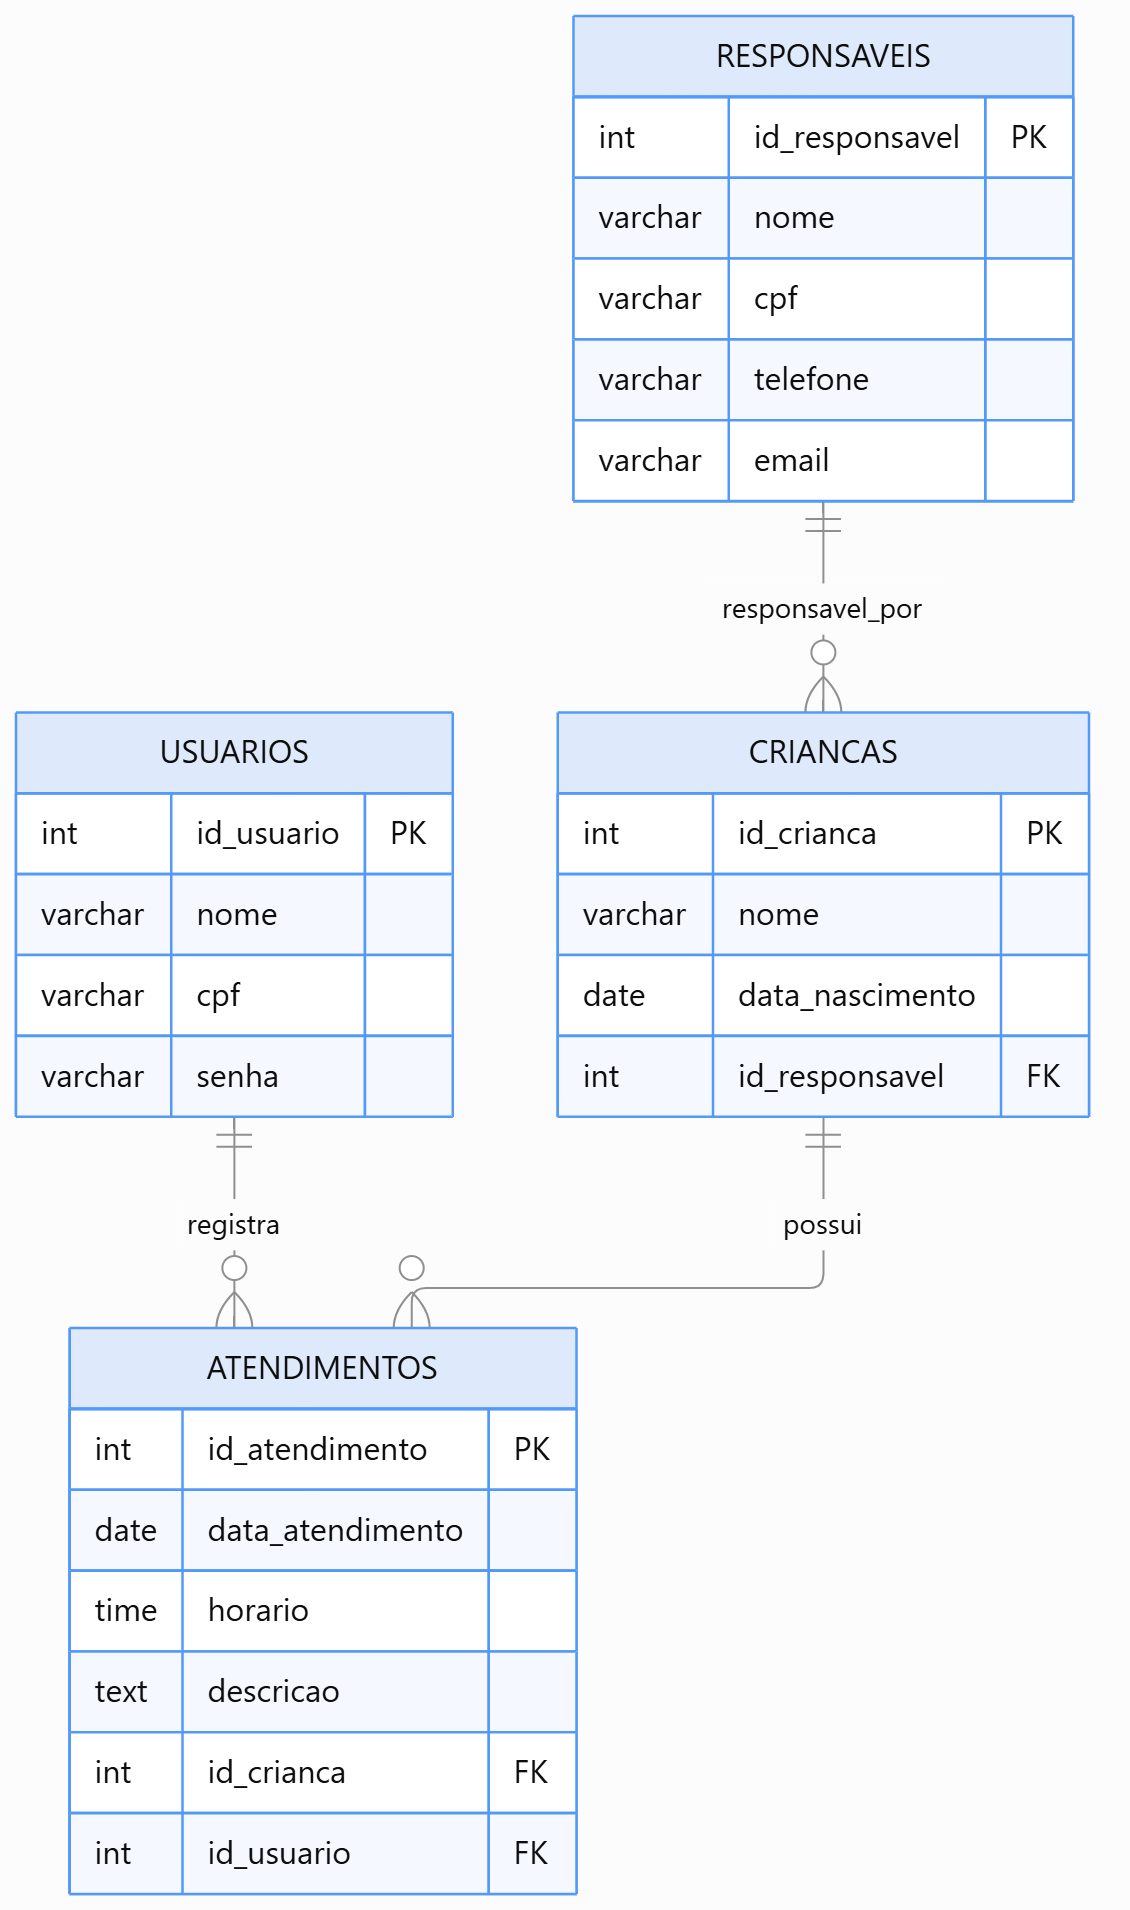 RESPONSAVEIS
int id_responsavel PK
varchar nome
varchar cpf
varchar telefone
varchar email
responsavel_por
USUARIOS
int id_usuario PK
varchar nome
varchar cpf
varchar senha
CRIANCAS
int id_crianca PK
varchar nome
date data_nascimento
int id_responsavel FK
registra
possui
ATENDIMENTOS
int id_atendimento PK
date data_atendimento
time horario
text descricao
int id_crianca FK
int id_usuario FK